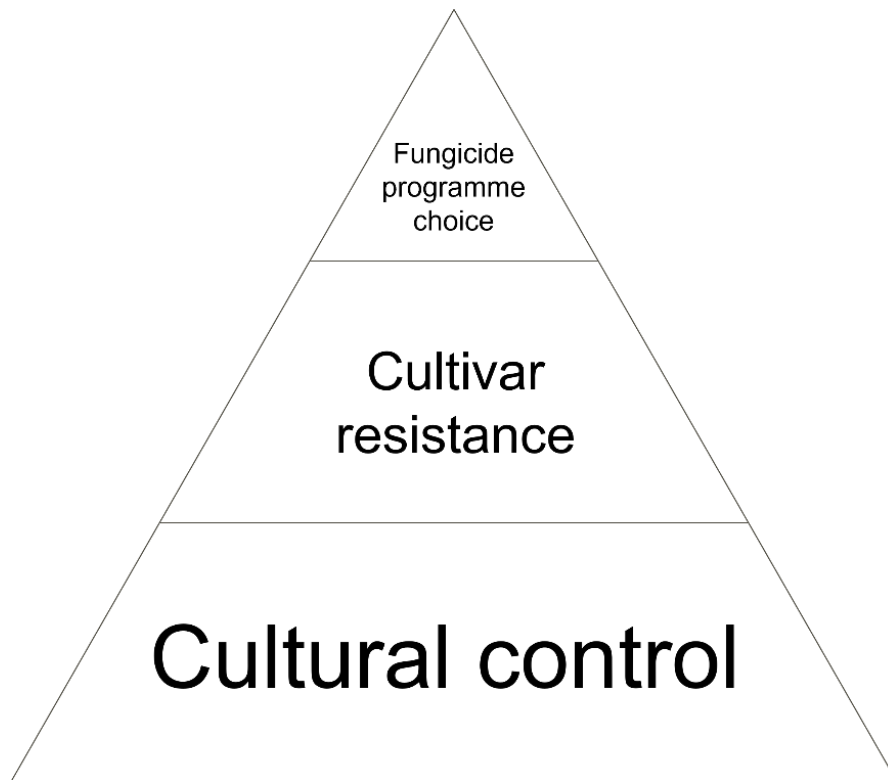 Fungicide
programme
choice
Cultivar
resistance
Cultural control